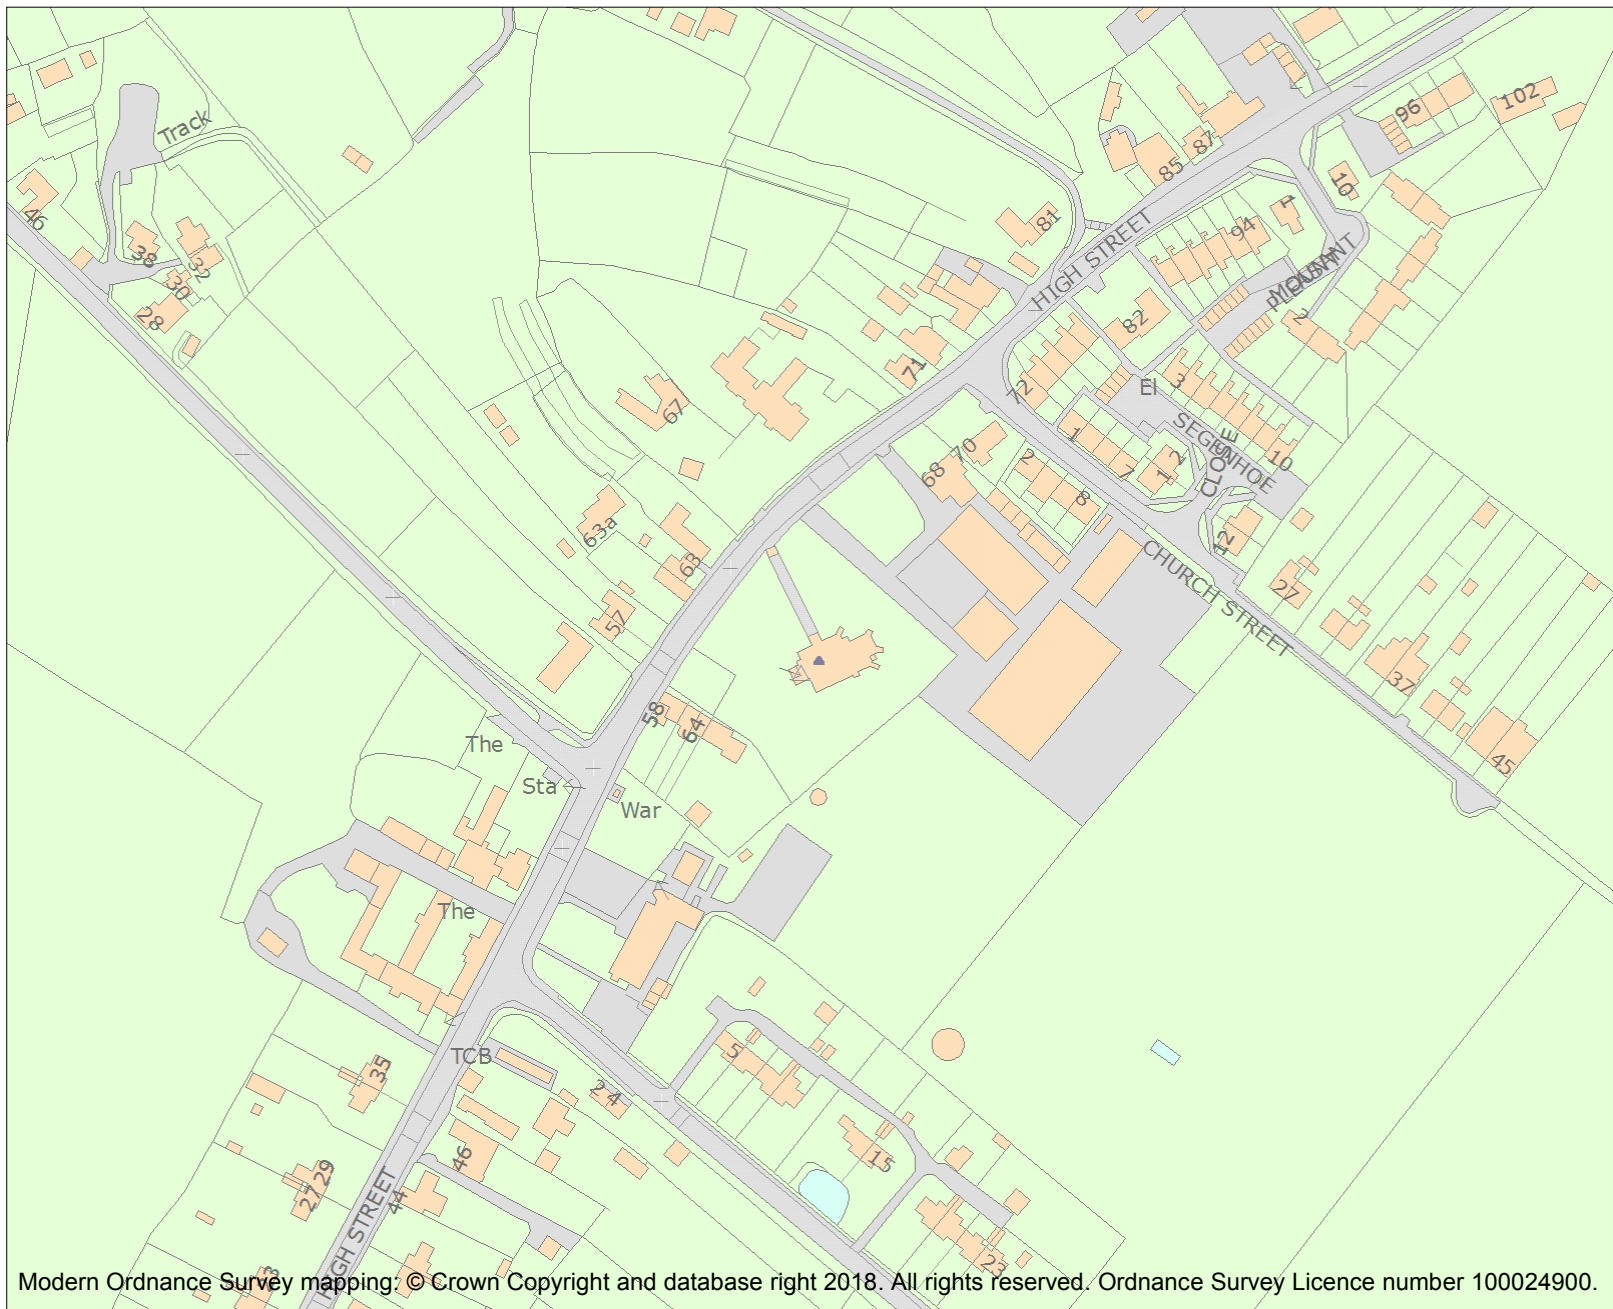 102
96
Track
87
10
85
46
1
81
94
HIGH STREET
38
32
MOUNT
PLEASANT
30
28
82
2
71
3
72
El
67
SEGENHOE
CLOSE
1
70
10
2
7
1 2
68
8
63a
12
CHURCH STREET
63
27
57
37
58
64
The
45
Sta
War
The
TCB
5
35
2 4
46
15
29
27
44
HIGH STREET
23
Modern Ordnance Survey mapping: © Crown Copyright and database right 2018. All rights reserved. Ordnance Survey Licence number 100024900.